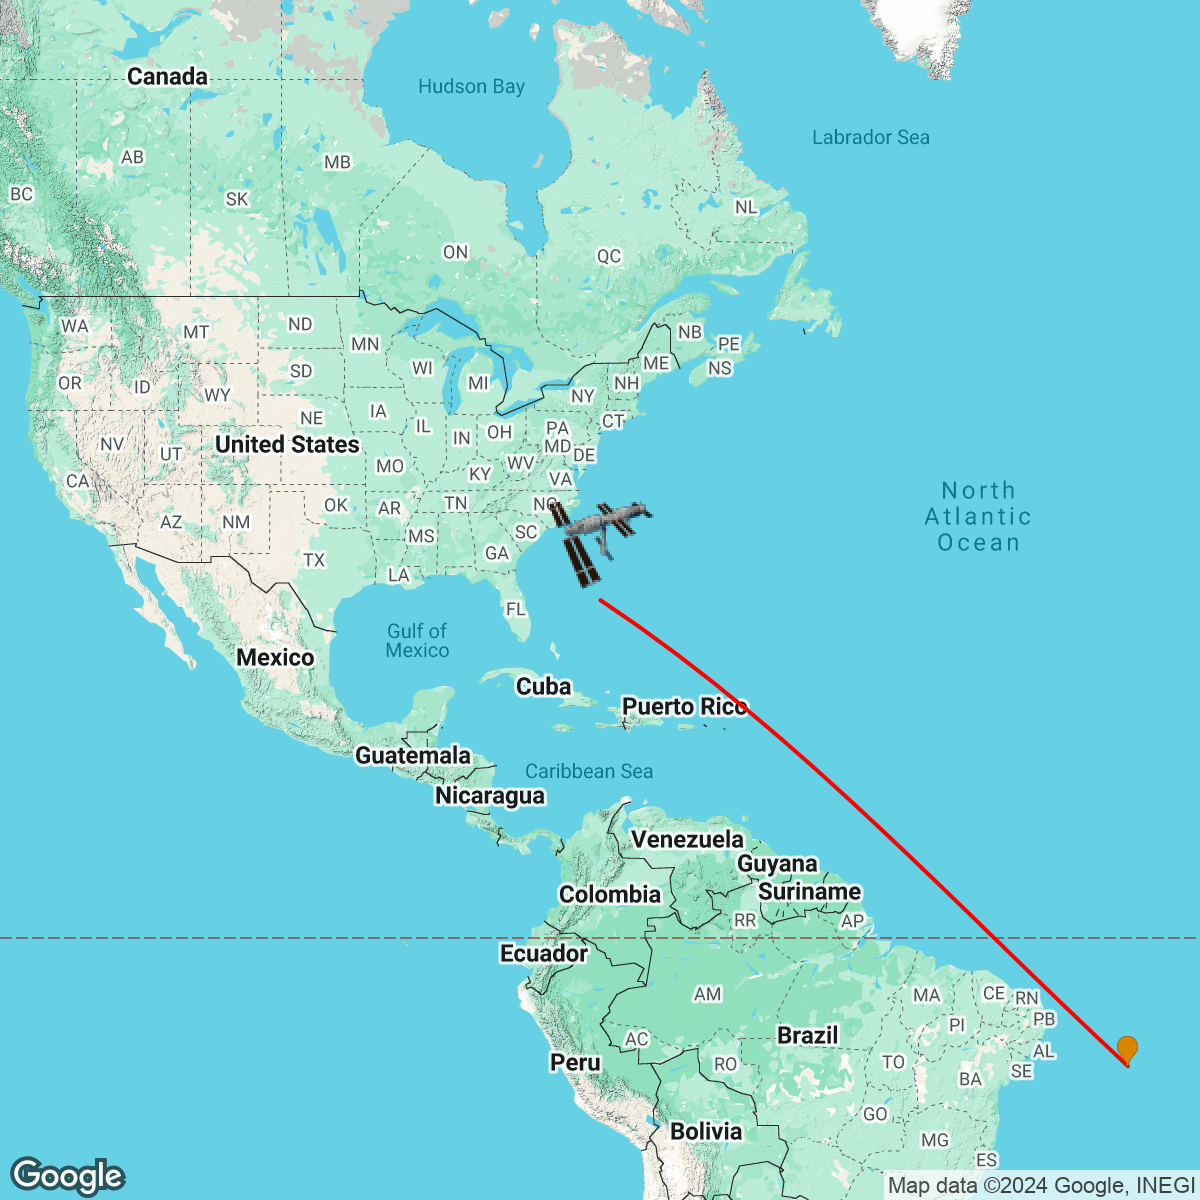 Canada
Hudson Bay
Labrador Sea
AB
MB
BC
SK
NL
ON
QC
WA
MT
ND
MN
NB
PE
ME
NS
OR
ID
WY
SD
WI
MI
NH
NY
NE
IA
IL
IN
OH
PA
CT
NV
UT
United States
MD
DE
CA
MO
KY
WV
VA
AZ
NM
OK
AR
TN
NC
SC
MS
GA
TX
LA
FL
North
Atlantic
Ocean
Gulf of
Mexico
Mexico
Cuba
Puerto Rico
Guatemala
Caribbean Sea
Nicaragua
Venezuela
Guyana
Suriname
Colombia
RR
AP
Ecuador
AM
MA
CE
RN
PI
PB
Brazil
AC
Peru
RO
TO
AL
SE
BA
GO
Bolivia
MG
ES
Google
Map data ©2024 Google, INEGI